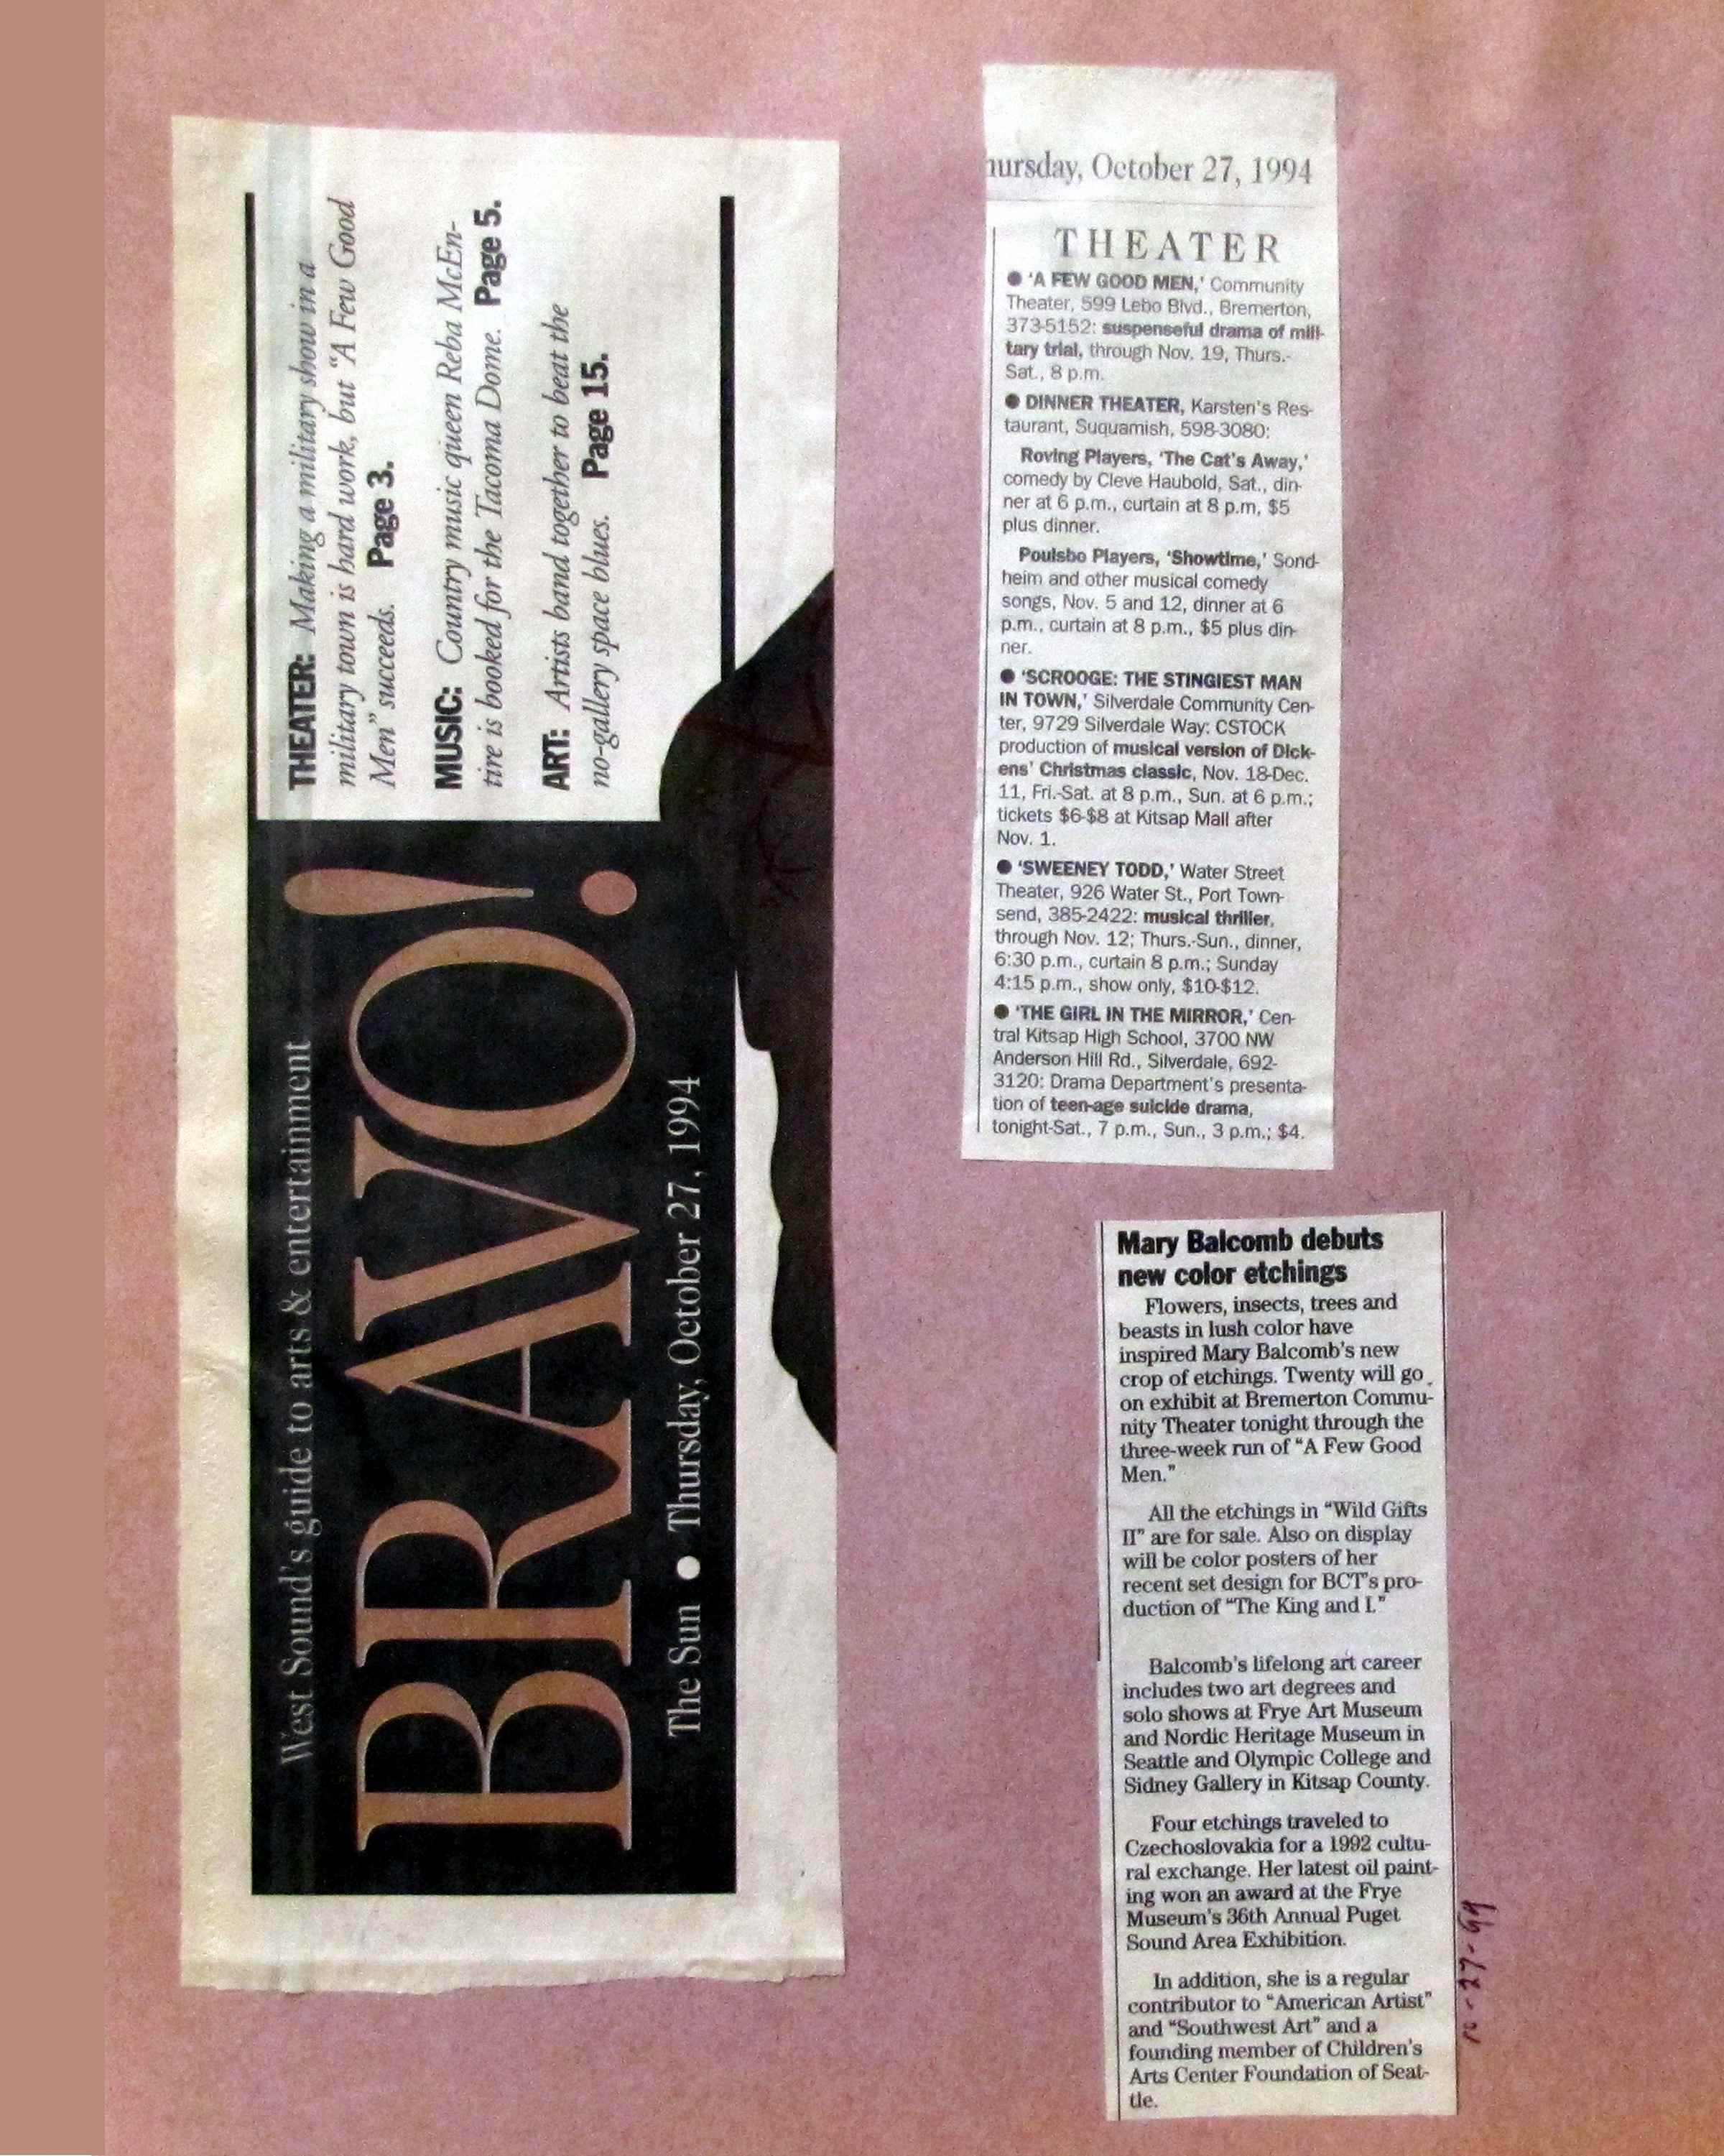 West Sound's guide to arts & entertainment
BRAVO!
The Sun ● Thursday, October 27, 1994
THEATER: Making a military show in a
military town is hard work, but "A Few Good
Men" succeeds. Page 3.
MUSIC: Country music queen Reba McEn-
tire is booked for the Tacoma Dome. Page 5.
ART: Artists band together to beat the
no-gallery space blues. Page 15.
hursday, October 27, 1994
THEATER
● 'A FEW GOOD MEN,' Community
Theater, 599 Lebo Blvd., Bremerton,
373-5152: suspenseful drama of mili-
tary trial, through Nov. 19, Thurs.-
Sat., 8 p.m.
● DINNER THEATER, Karsten's Res-
taurant, Suquamish, 598-3080:
Roving Players, 'The Cat's Away,'
comedy by Cleve Haubold, Sat., din-
ner at 6 p.m., curtain at 8 p.m, $5
plus dinner.
Poulsbo Players, 'Showtime,' Sond-
heim and other musical comedy
songs, Nov. 5 and 12, dinner at 6
p.m., curtain at 8 p.m., $5 plus din-
ner.
● 'SCROOGE: THE STINGIEST MAN
IN TOWN,' Silverdale Community Cen-
ter, 9729 Silverdale Way: CSTOCK
production of musical version of Dick-
ens' Christmas classic, Nov. 18-Dec.
11, Fri.-Sat. at 8 p.m., Sun. at 6 p.m.;
tickets $6-$8 at Kitsap Mall after
Nov. 1.
● 'SWEENEY TODD,' Water Street
Theater, 926 Water St., Port Town-
send, 385-2422: musical thriller,
through Nov. 12; Thurs.-Sun., dinner,
6:30 p.m., curtain 8 p.m.; Sunday
4:15 p.m., show only, $10-$12.
● 'THE GIRL IN THE MIRROR,' Cen-
tral Kitsap High School, 3700 NW
Anderson Hill Rd., Silverdale, 692-
3120: Drama Department's presenta-
tion of teen-age suicide drama,
tonight-Sat., 7 p.m., Sun., 3 p.m.; $4.
Mary Balcomb debuts
new color etchings
Flowers, insects, trees and
beasts in lush color have
inspired Mary Balcomb's new
crop of etchings. Twenty will go
on exhibit at Bremerton Commu-
nity Theater tonight through the
three-week run of "A Few Good
Men."
All the etchings in "Wild Gifts
II" are for sale. Also on display
will be color posters of her
recent set design for BCT's pro-
duction of "The King and I."
Balcomb's lifelong art career
includes two art degrees and
solo shows at Frye Art Museum
and Nordic Heritage Museum in
Seattle and Olympic College and
Sidney Gallery in Kitsap County.
Four etchings traveled to
Czechoslovakia for a 1992 cultu-
ral exchange. Her latest oil paint-
ing won an award at the Frye
Museum's 36th Annual Puget
Sound Area Exhibition.
In addition, she is a regular
contributor to "American Artist"
and "Southwest Art" and a
founding member of Children's
Arts Center Foundation of Seat-
tle.
10-27-94